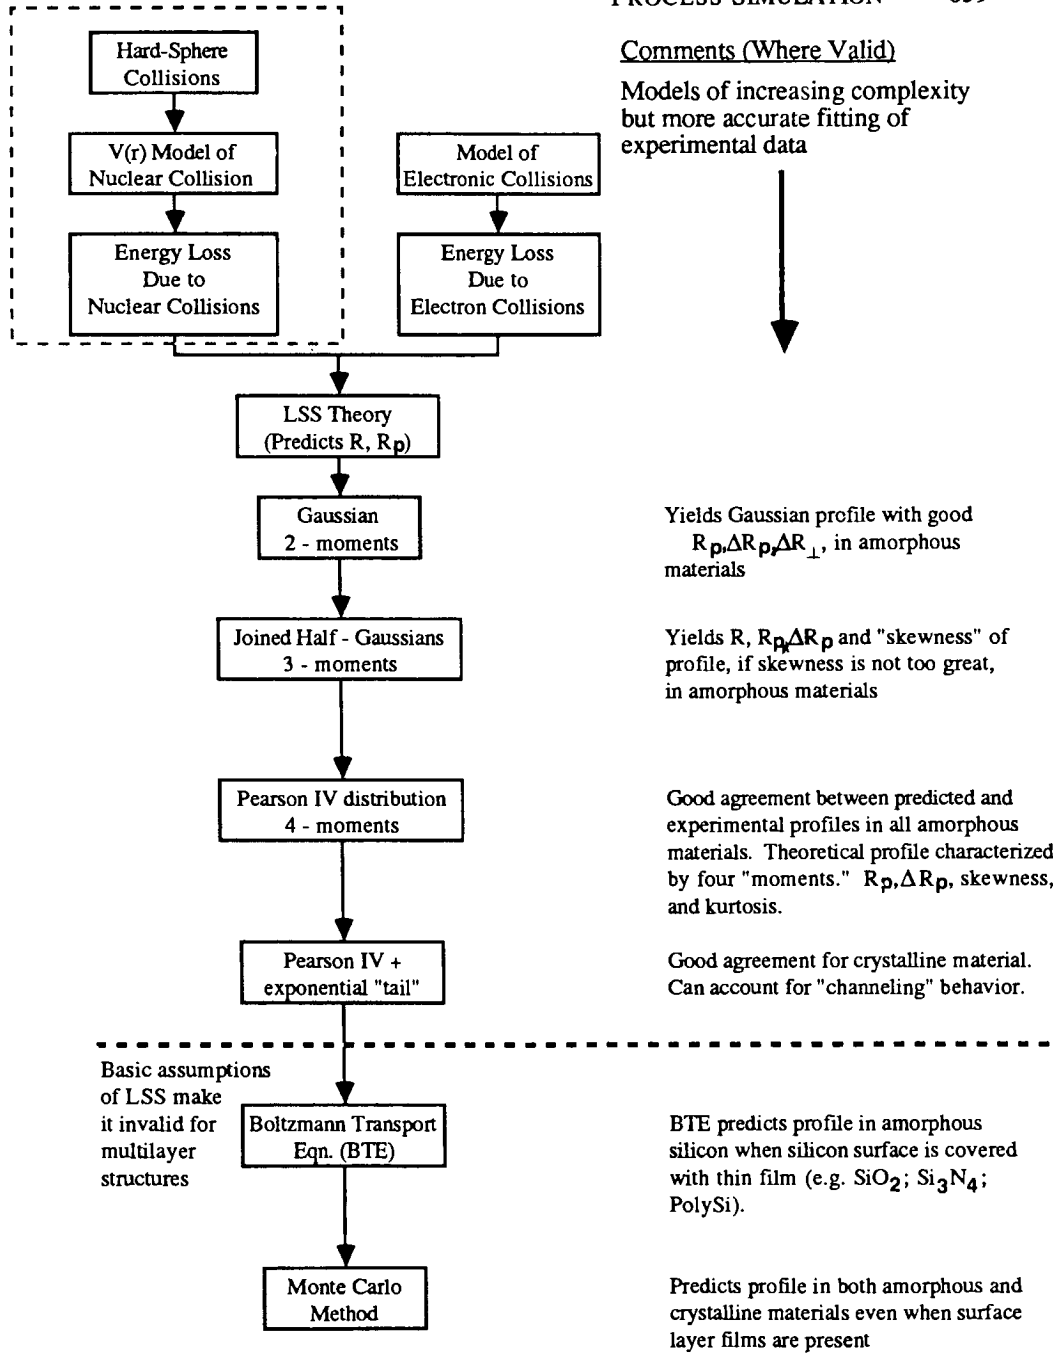 PROCESS SIMULATION 659
Comments (Where Valid)
Models of increasing complexity
but more accurate fitting of
experimental data
Hard-Sphere
Collisions
V(r) Model of
Nuclear Collision
Energy Loss
Due to
Nuclear Collisions
Model of
Electronic Collisions
Energy Loss
Due to
Electron Collisions
LSS Theory
(Predicts R, Rp)
Gaussian
2 - moments
Yields Gaussian profile with good
Rp,ΔRp,ΔR⊥, in amorphous
materials
Joined Half - Gaussians
3 - moments
Yields R, Rp,ΔRp and "skewness" of
profile, if skewness is not too great,
in amorphous materials
Pearson IV distribution
4 - moments
Good agreement between predicted and
experimental profiles in all amorphous
materials. Theoretical profile characterized
by four "moments." Rp,ΔRp, skewness,
and kurtosis.
Pearson IV +
exponential "tail"
Good agreement for crystalline material.
Can account for "channeling" behavior.
Basic assumptions
of LSS make
it invalid for
multilayer
structures
Boltzmann Transport
Eqn. (BTE)
BTE predicts profile in amorphous
silicon when silicon surface is covered
with thin film (e.g. SiO2; Si3N4;
PolySi).
Monte Carlo
Method
Predicts profile in both amorphous and
crystalline materials even when surface
layer films are present